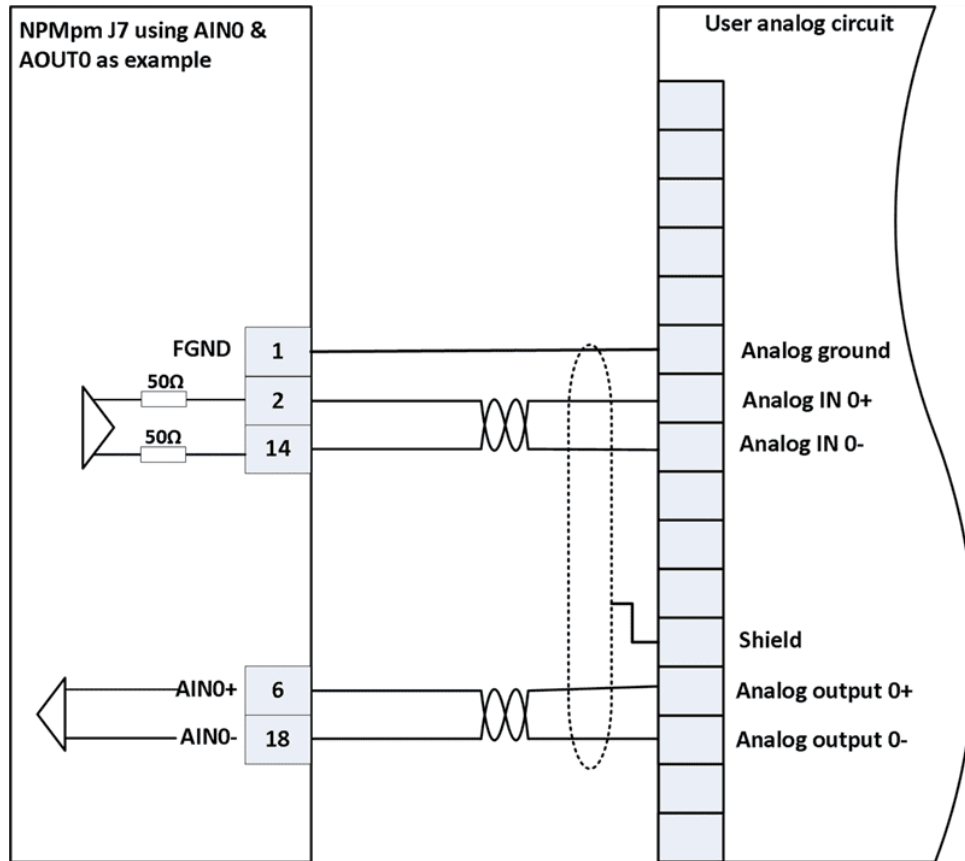 NPMpm J7 using AIN0 &
AOUT0 as example
User analog circuit
FGND
1
Analog ground
50Ω
2
Analog IN 0+
50Ω
14
Analog IN 0-
Shield
AIN0+
6
Analog output 0+
AIN0-
18
Analog output 0-